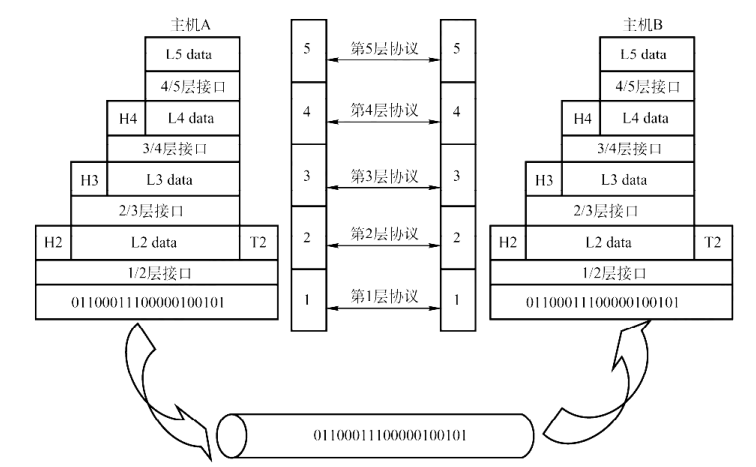 主机A
主机B
L5 data
5
第5层协议
5
L5 data
4/5层接口
4/5层接口
H4
L4 data
4
第4层协议
4
H4
L4 data
3/4层接口
3/4层接口
H3
L3 data
3
第3层协议
3
H3
L3 data
2/3层接口
2/3层接口
H2
L2 data
T2
2
第2层协议
2
H2
L2 data
T2
1/2层接口
1/2层接口
01100011100000100101
1
第1层协议
1
01100011100000100101
01100011100000100101